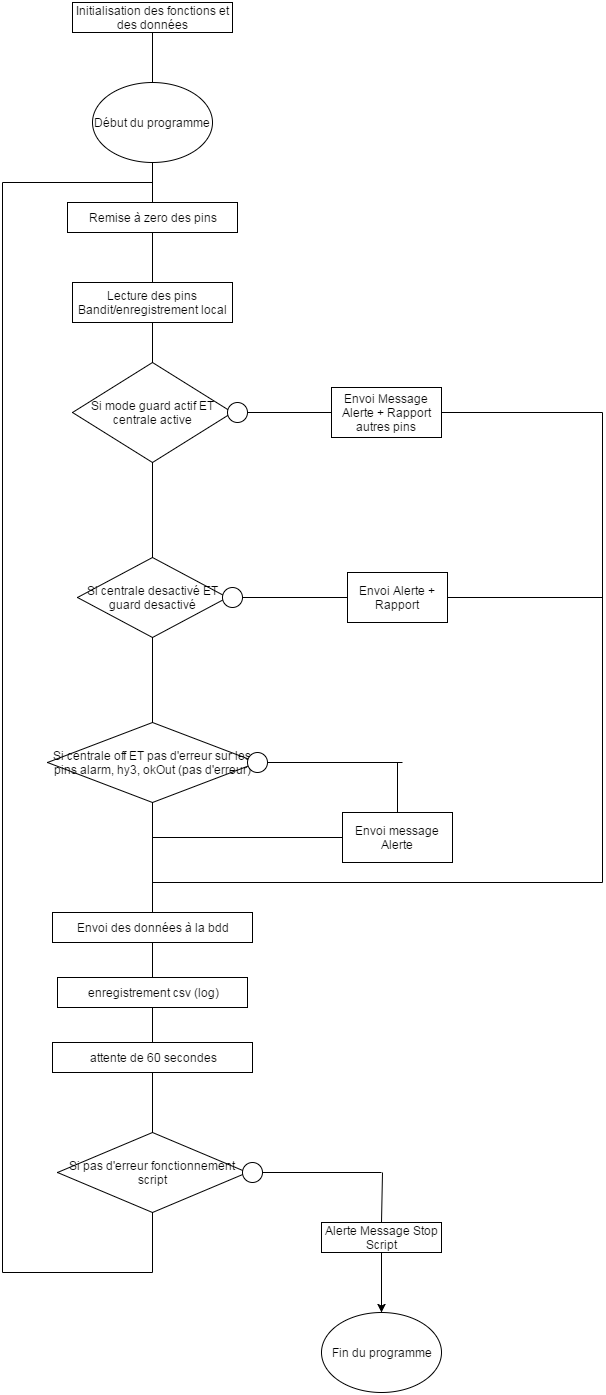 Initialisation des fonctions et
des données
Début du programme
Remise à zero des pins
Lecture des pins
Bandit/enregistrement local
Si mode guard actif ET
centrale active
Envoi Message
Alerte + Rapport
autres pins
Si centrale desactivé ET
guard desactivé
Envoi Alerte +
Rapport
Si centrale off ET pas d'erreur sur les
pins alarm, hy3, okOut (pas d'erreur)
Envoi message
Alerte
Envoi des données à la bdd
enregistrement csv (log)
attente de 60 secondes
Si pas d'erreur fonctionnement
script
Alerte Message Stop
Script
Fin du programme